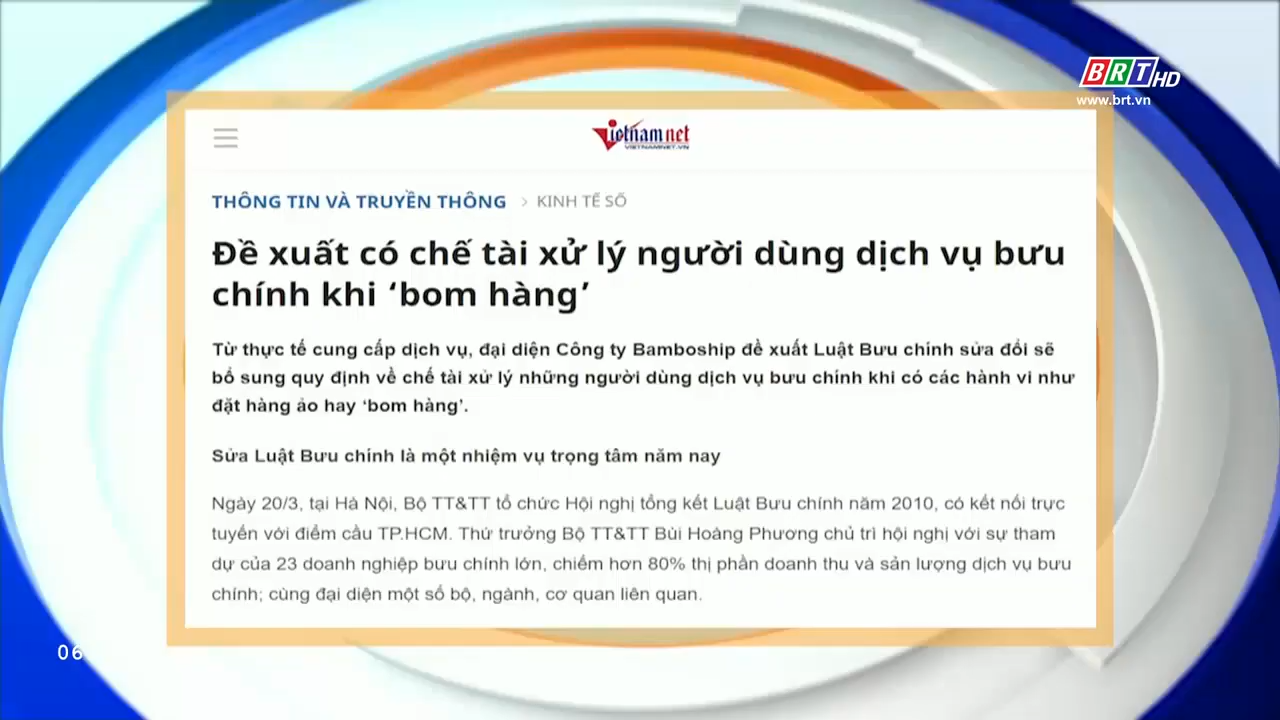 BRT HD
www.brt.vn
Vietnamnet
VIETNAMNET.VN
THÔNG TIN VÀ TRUYỀN THÔNG > KINH TẾ SỐ
Đề xuất có chế tài xử lý người dùng dịch vụ bưu
chính khi ‘bom hàng’
Từ thực tế cung cấp dịch vụ, đại diện Công ty Bamboship đề xuất Luật Bưu chính sửa đổi sẽ
bổ sung quy định về chế tài xử lý những người dùng dịch vụ bưu chính khi có các hành vi như
đặt hàng ảo hay ‘bom hàng’.
Sửa Luật Bưu chính là một nhiệm vụ trọng tâm năm nay
Ngày 20/3, tại Hà Nội, Bộ TT&TT tổ chức Hội nghị tổng kết Luật Bưu chính năm 2010, có kết nối trực
tuyến với điểm cầu TP.HCM. Thứ trưởng Bộ TT&TT Bùi Hoàng Phương chủ trì hội nghị với sự tham
dự của 23 doanh nghiệp bưu chính lớn, chiếm hơn 80% thị phần doanh thu và sản lượng dịch vụ bưu
chính; cùng đại diện một số bộ, ngành, cơ quan liên quan.
06